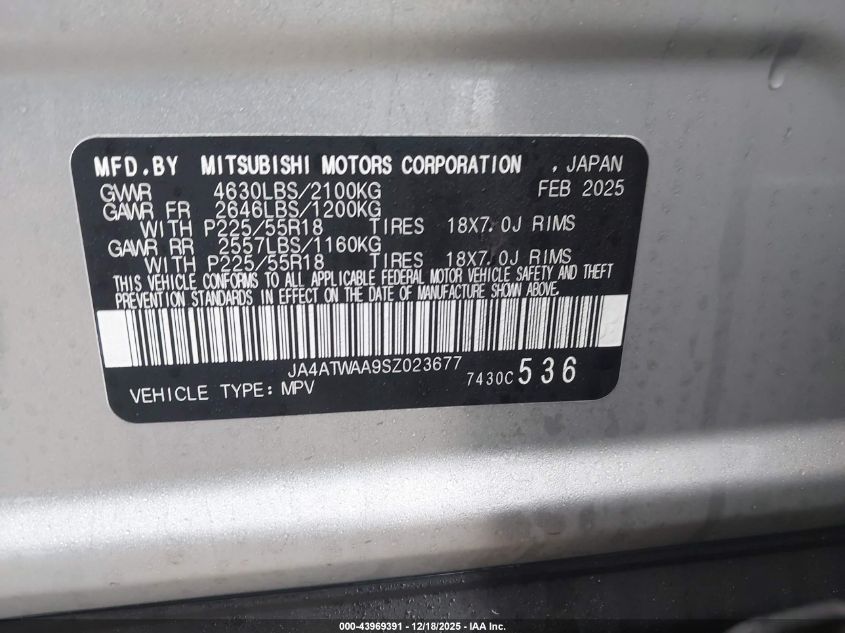 MFD.BY MITSUBISHI MOTORS CORPORATION , JAPAN
GVWR 4630LBS/2100KG FEB 2025
GAWR FR 2646LBS/1200KG
WITH P225/55R18 TIRES 18X7.0J RIMS
GAWR RR 2557LBS/1160KG
WITH P225/55R18 TIRES 18X7.0J RIMS
THIS VEHICLE CONFORMS TO ALL APPLICABLE FEDERAL MOTOR VEHICLE SAFETY AND THEFT
PREVENTION STANDARDS IN EFFECT ON THE DATE OF MANUFACTURE SHOWN ABOVE.
JA4ATWAA9SZ023677
VEHICLE TYPE: MPV 7430C 536
000-43969391 - 12/18/2025 - IAA Inc.